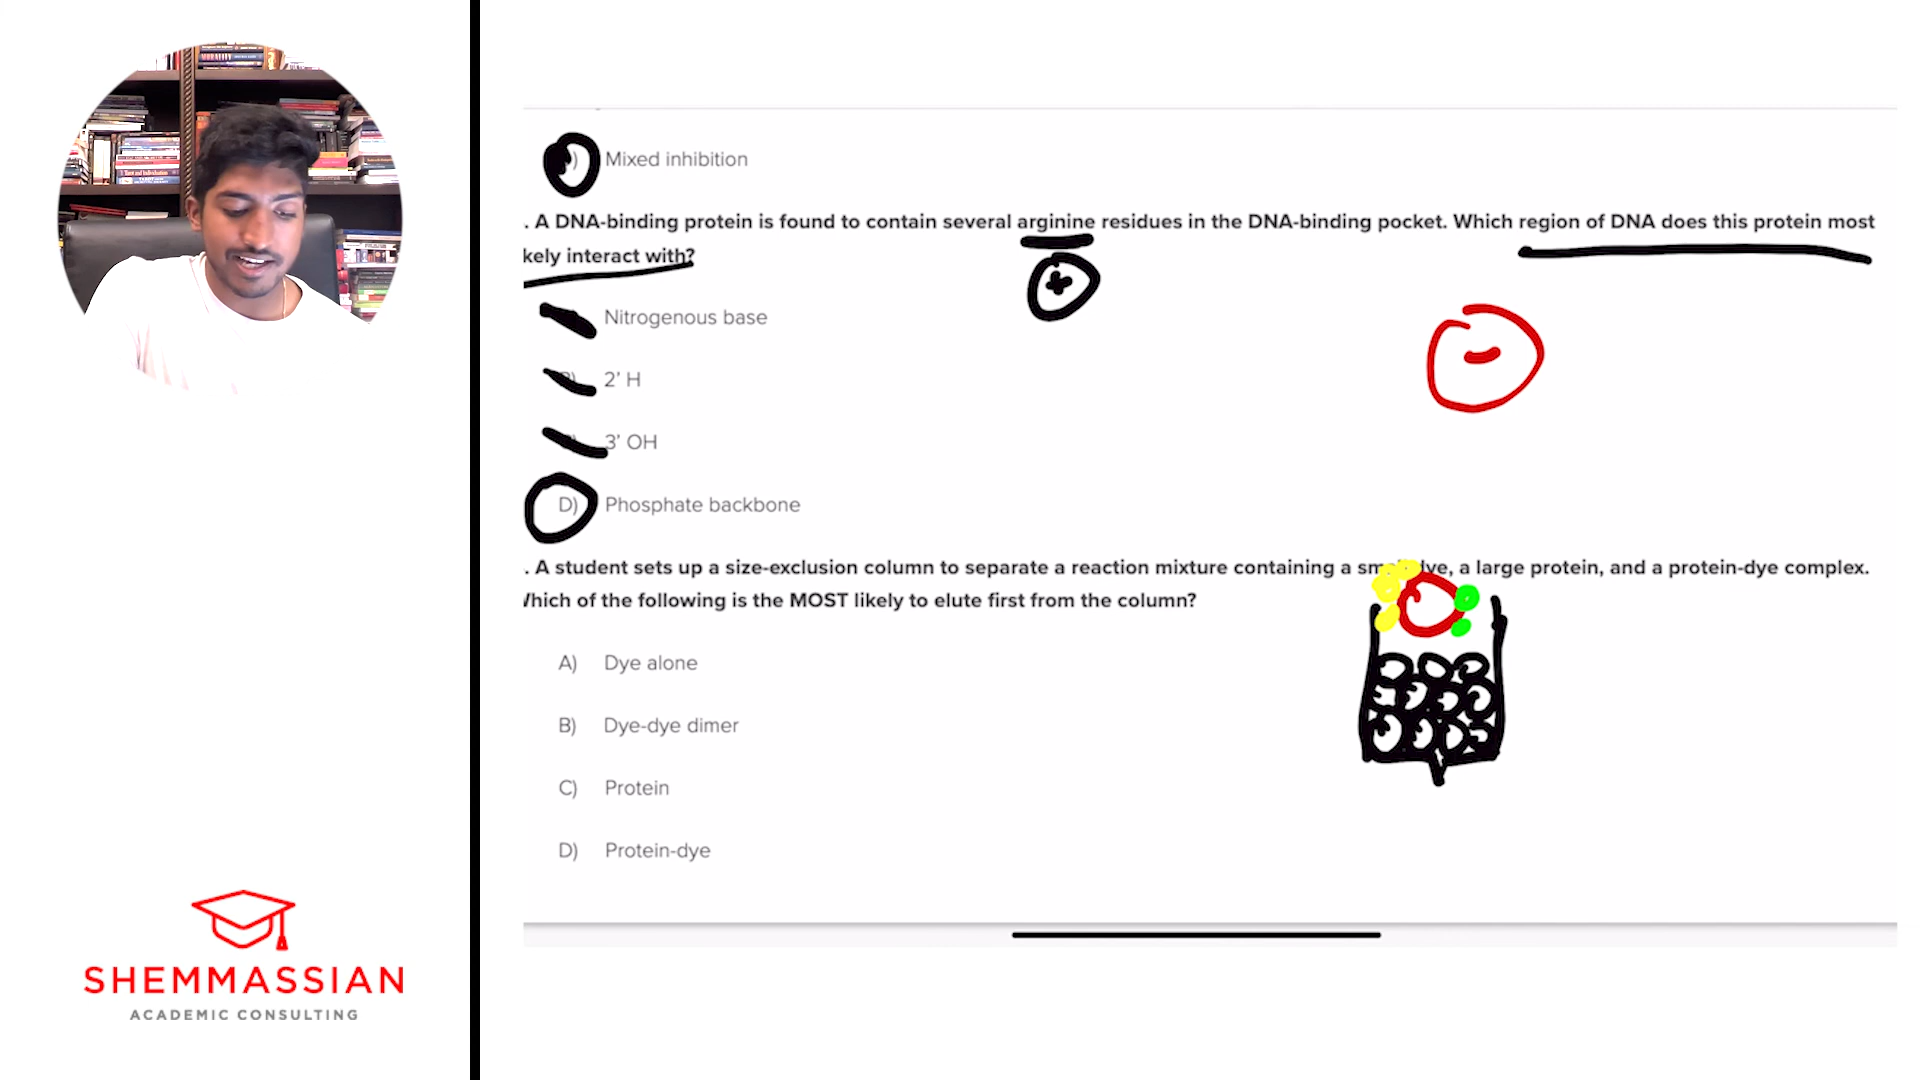 MORALITY
Mixed inhibition
. A DNA-binding protein is found to contain several arginine residues in the DNA-binding pocket. Which region of DNA does this protein most
kely interact with?
Nitrogenous base
2' H
3' OH
D) Phosphate backbone
. A student sets up a size-exclusion column to separate a reaction mixture containing a dye, a large protein, and a protein-dye complex.
Which of the following is the MOST likely to elute first from the column?
A) Dye alone
B) Dye-dye dimer
C) Protein
D) Protein-dye
SHEMMASSIAN
ACADEMIC CONSULTING